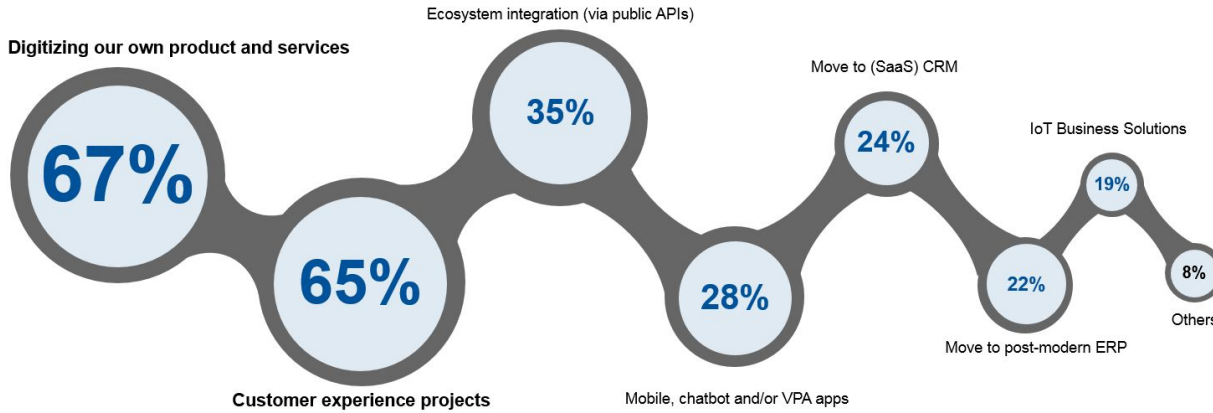 Digitizing our own product and services
67%
Customer experience projects
65%
Ecosystem integration (via public APIs)
35%
Mobile, chatbot and/or VPA apps
28%
Move to (SaaS) CRM
24%
Move to post-modern ERP
22%
IoT Business Solutions
19%
Others
8%